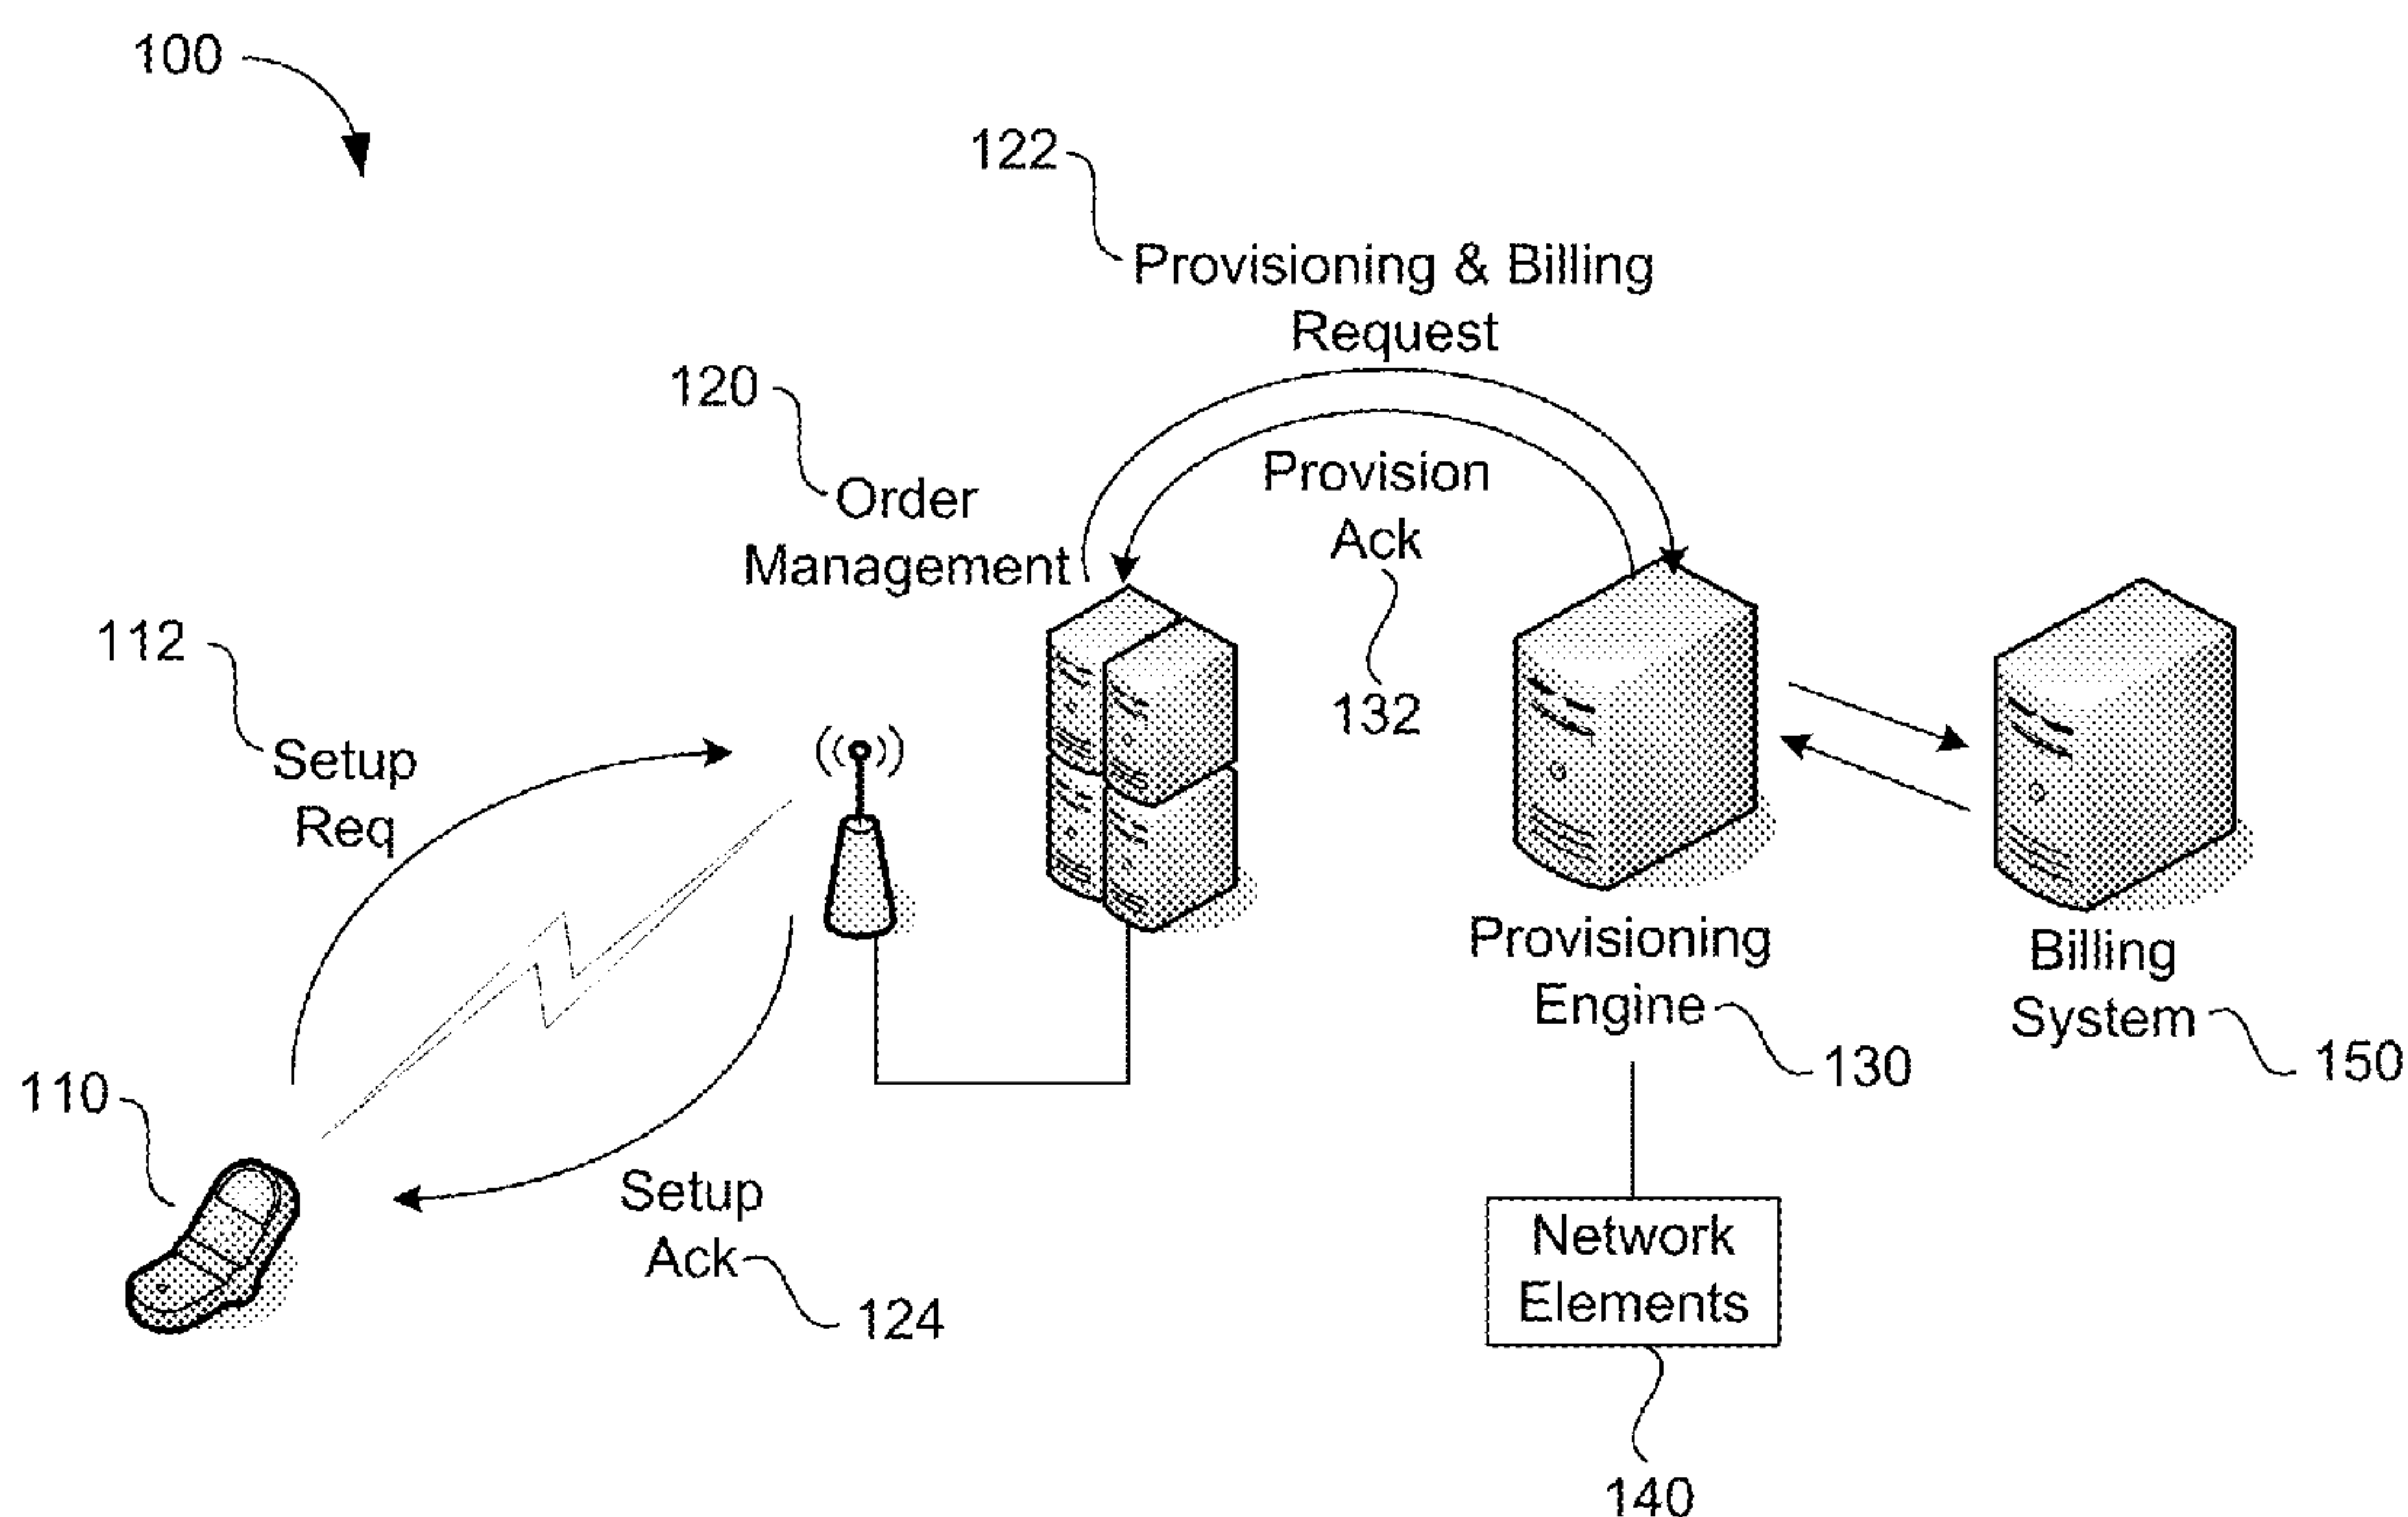 100
122
Provisioning & Billing
Request
120
Order
Management
Provision
Ack
132
112
Setup
Req
Provisioning
Engine
130
Billing
System
150
110
Setup
Ack
124
Network
Elements
140